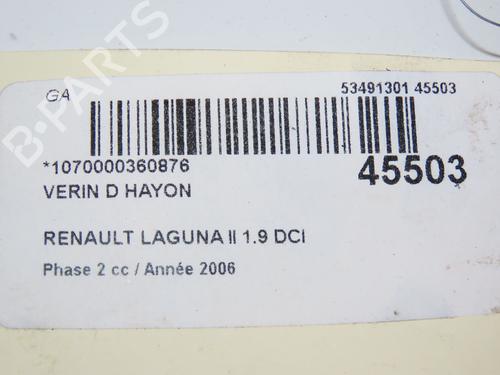 GA
53491301 45503
*1070000360876
45503
VERIN D HAYON
RENAULT LAGUNA II 1.9 DCI
Phase 2 cc / Année 2006
B-PARTS